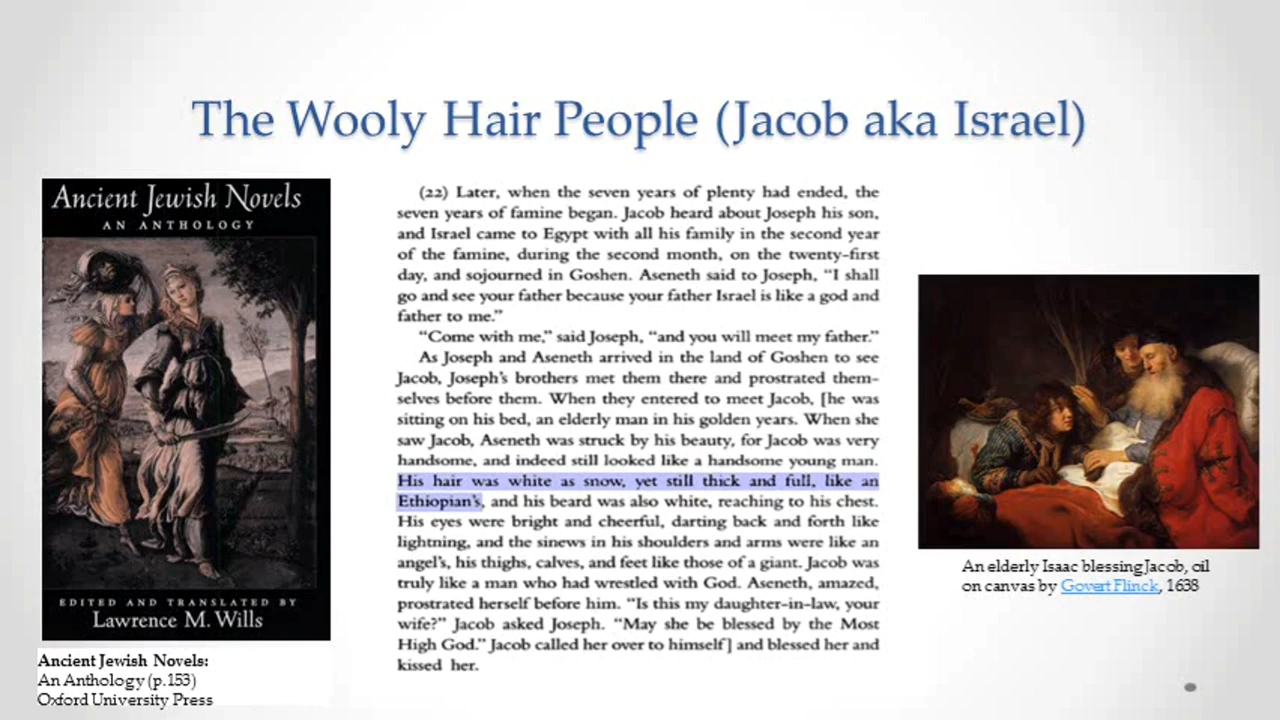 The Wooly Hair People (Jacob aka Israel)
Ancient Jewish Novels
AN ANTHOLOGY
EDITED AND TRANSLATED BY
Lawrence M. Wills
Ancient Jewish Novels:
An Anthology (p.153)
Oxford University Press
(22) Later, when the seven years of plenty had ended, the
seven years of famine began. Jacob heard about Joseph his son,
and Israel came to Egypt with all his family in the second year
of the famine, during the second month, on the twenty-first
day, and sojourned in Goshen. Aseneth said to Joseph, “I shall
go and see your father because your father Israel is like a god and
father to me.”
“Come with me,” said Joseph, “and you will meet my father.”
As Joseph and Aseneth arrived in the land of Goshen to see
Jacob, Joseph’s brothers met them there and prostrated them-
selves before them. When they entered to meet Jacob, [he was
sitting on his bed, an elderly man in his golden years. When she
saw Jacob, Aseneth was struck by his beauty, for Jacob was very
handsome, and indeed still looked like a handsome young man.
His hair was white as snow, yet still thick and full, like an
Ethiopian’s, and his beard was also white, reaching to his chest.
His eyes were bright and cheerful, darting back and forth like
lightning, and the sinews in his shoulders and arms were like an
angel’s, his thighs, calves, and feet like those of a giant. Jacob was
truly like a man who had wrestled with God. Aseneth, amazed,
prostrated herself before him. “Is this my daughter-in-law, your
wife?” Jacob asked Joseph. “May she be blessed by the Most
High God.” Jacob called her over to himself] and blessed her and
kissed her.
An elderly Isaac blessing Jacob, oil
on canvas by Govert Flinck, 1638